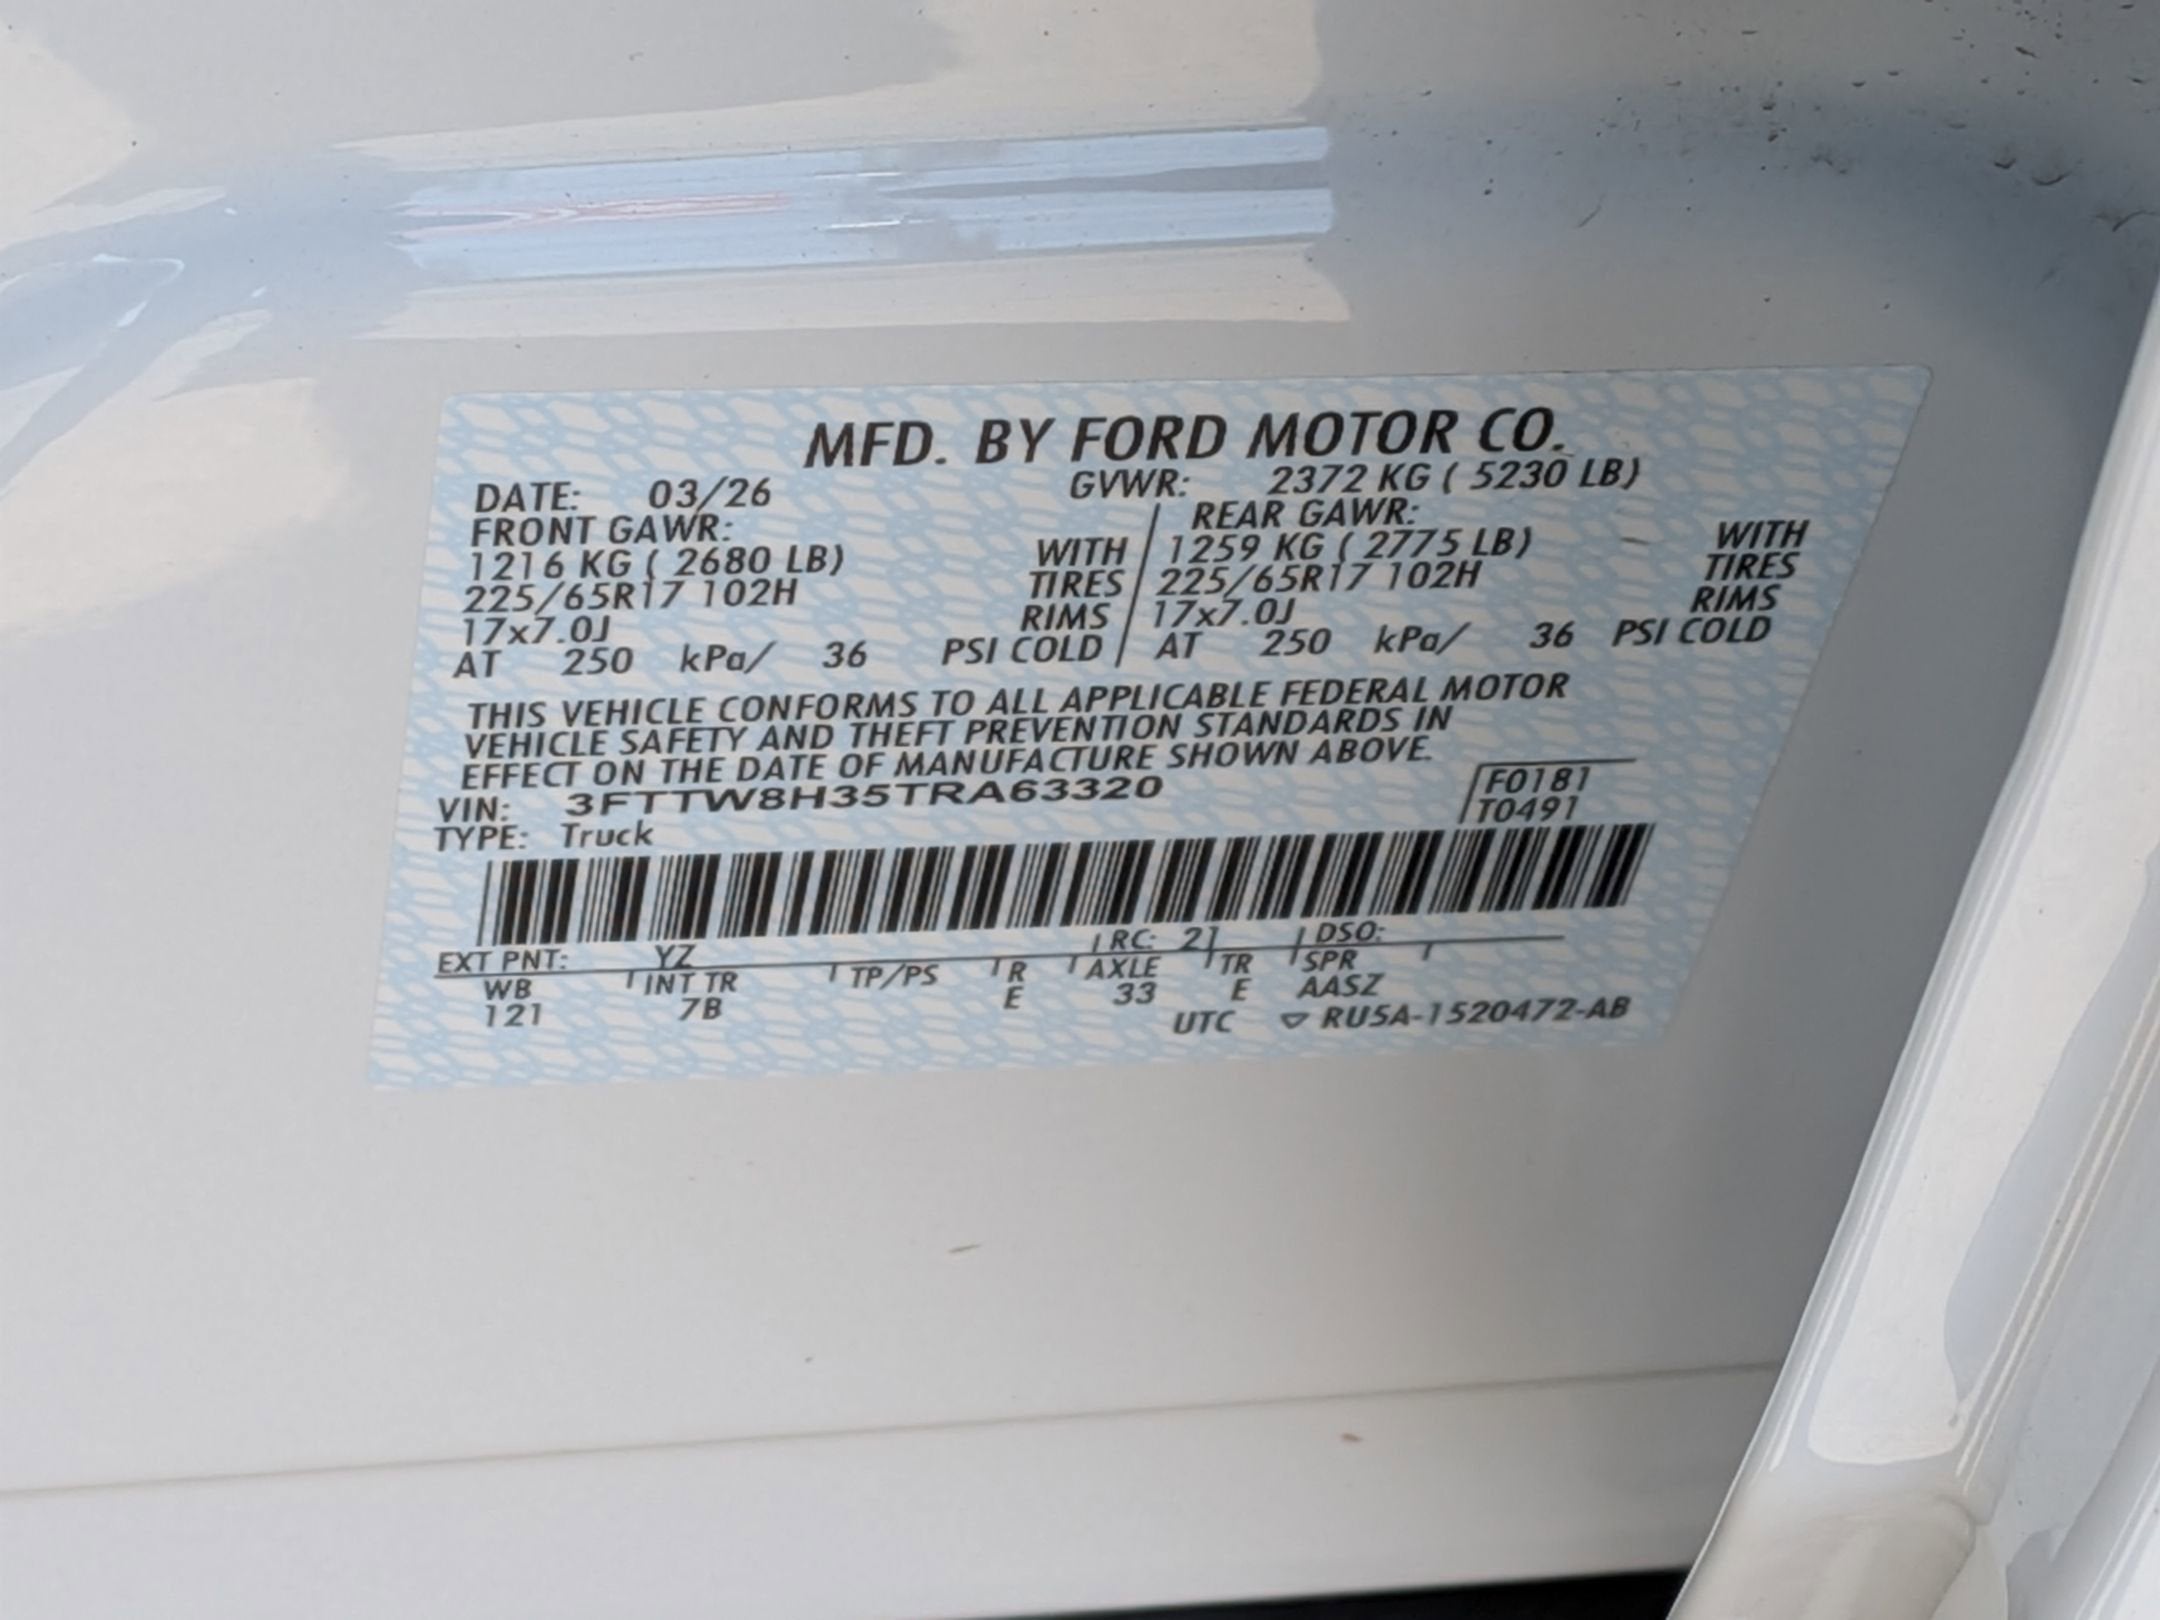 MFD. BY FORD MOTOR CO.
DATE: 03/26 GVWR: 2372 KG ( 5230 LB)
FRONT GAWR: REAR GAWR:
1216 KG ( 2680 LB) WITH 1259 KG ( 2775 LB) WITH
225/65R17 102H TIRES 225/65R17 102H TIRES
17x7.0J RIMS 17x7.0J RIMS
AT 250 kPa/ 36 PSI COLD AT 250 kPa/ 36 PSI COLD
THIS VEHICLE CONFORMS TO ALL APPLICABLE FEDERAL MOTOR
VEHICLE SAFETY AND THEFT PREVENTION STANDARDS IN
EFFECT ON THE DATE OF MANUFACTURE SHOWN ABOVE.
VIN: 3FTTW8H35TRA63320 F0181
TYPE: Truck T0491
EXT PNT: YZ RC: 21 DSO:
WB INT TR TP/PS R AXLE TR SPR
121 7B E 33 E AASZ
UTC ▽ RU5A-1520472-AB